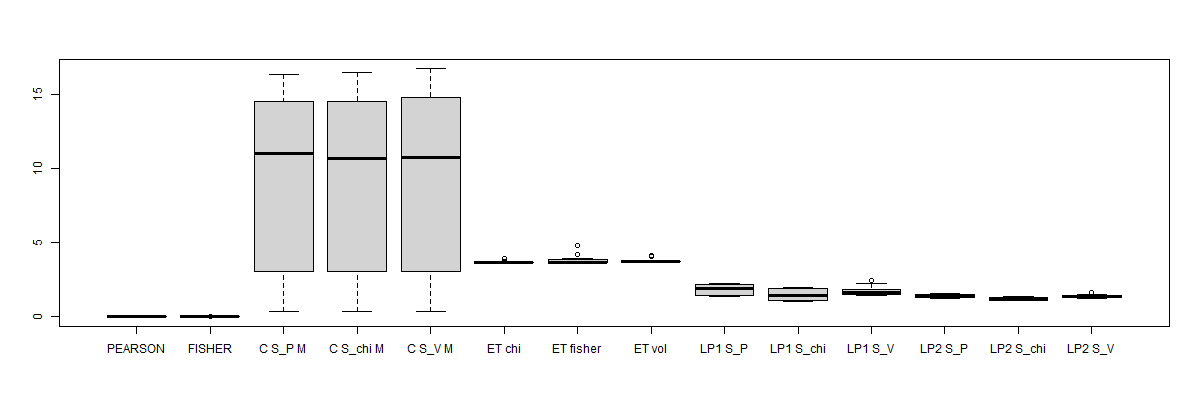 15
10
5
0
PEARSON FISHER C S_P M C S_chi M C S_V M ET chi ET fisher ET vol LP1 S_P LP1 S_chi LP1 S_V LP2 S_P LP2 S_chi LP2 S_V